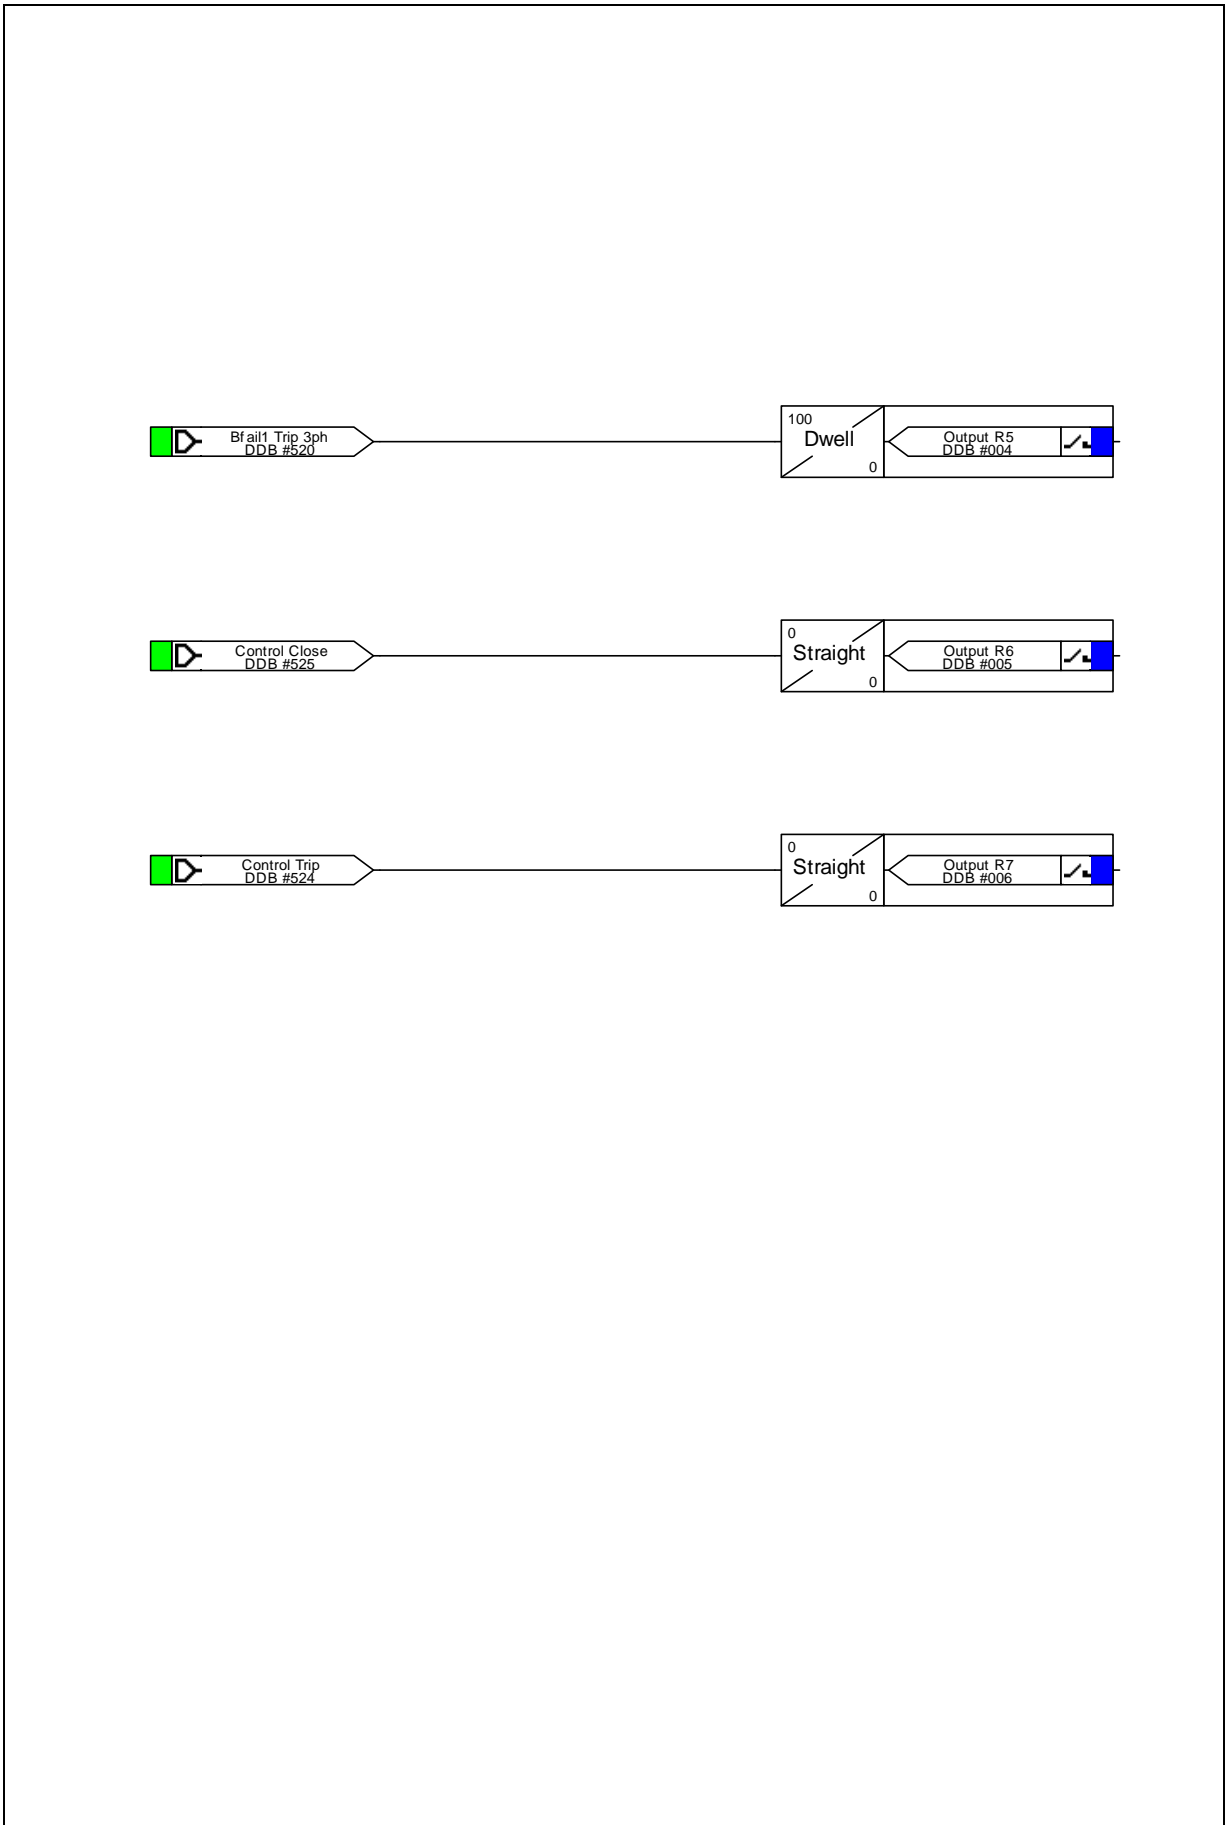 Bfail1 Trip 3ph
DDB #520
100
Dwell
0
Output R5
DDB #004
Control Close
DDB #525
0
Straight
0
Output R6
DDB #005
Control Trip
DDB #524
0
Straight
0
Output R7
DDB #006